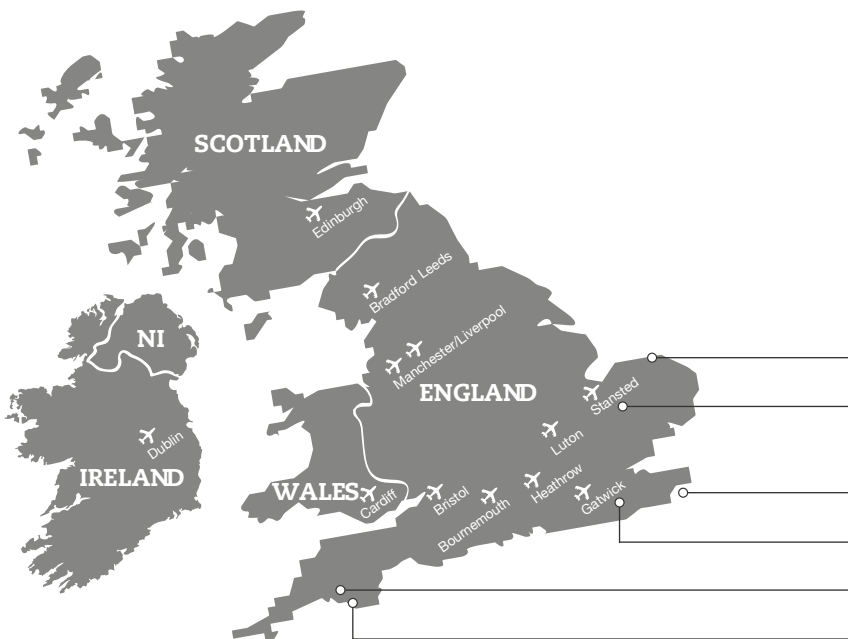 SCOTLAND
Edinburgh
Bradford Leeds
NI
Manchester/Liverpool
ENGLAND
Stansted
Dublin
Luton
IRELAND
WALES
Cardiff
Bristol
Bournemouth
Heathrow
Gatwick